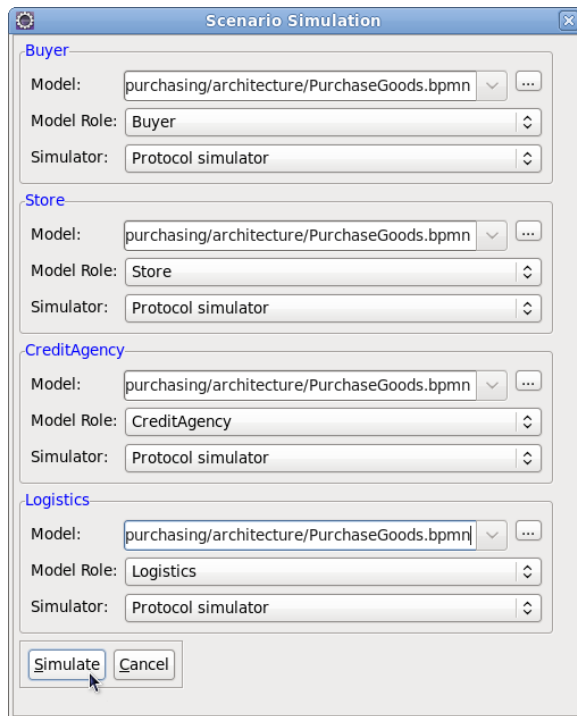 Scenario Simulation
Buyer
Model: purchasing/architecture/PurchaseGoods.bpmn ...
Model Role: Buyer
Simulator: Protocol simulator
Store
Model: purchasing/architecture/PurchaseGoods.bpmn ...
Model Role: Store
Simulator: Protocol simulator
CreditAgency
Model: purchasing/architecture/PurchaseGoods.bpmn ...
Model Role: CreditAgency
Simulator: Protocol simulator
Logistics
Model: purchasing/architecture/PurchaseGoods.bpmn ...
Model Role: Logistics
Simulator: Protocol simulator
Simulate Cancel